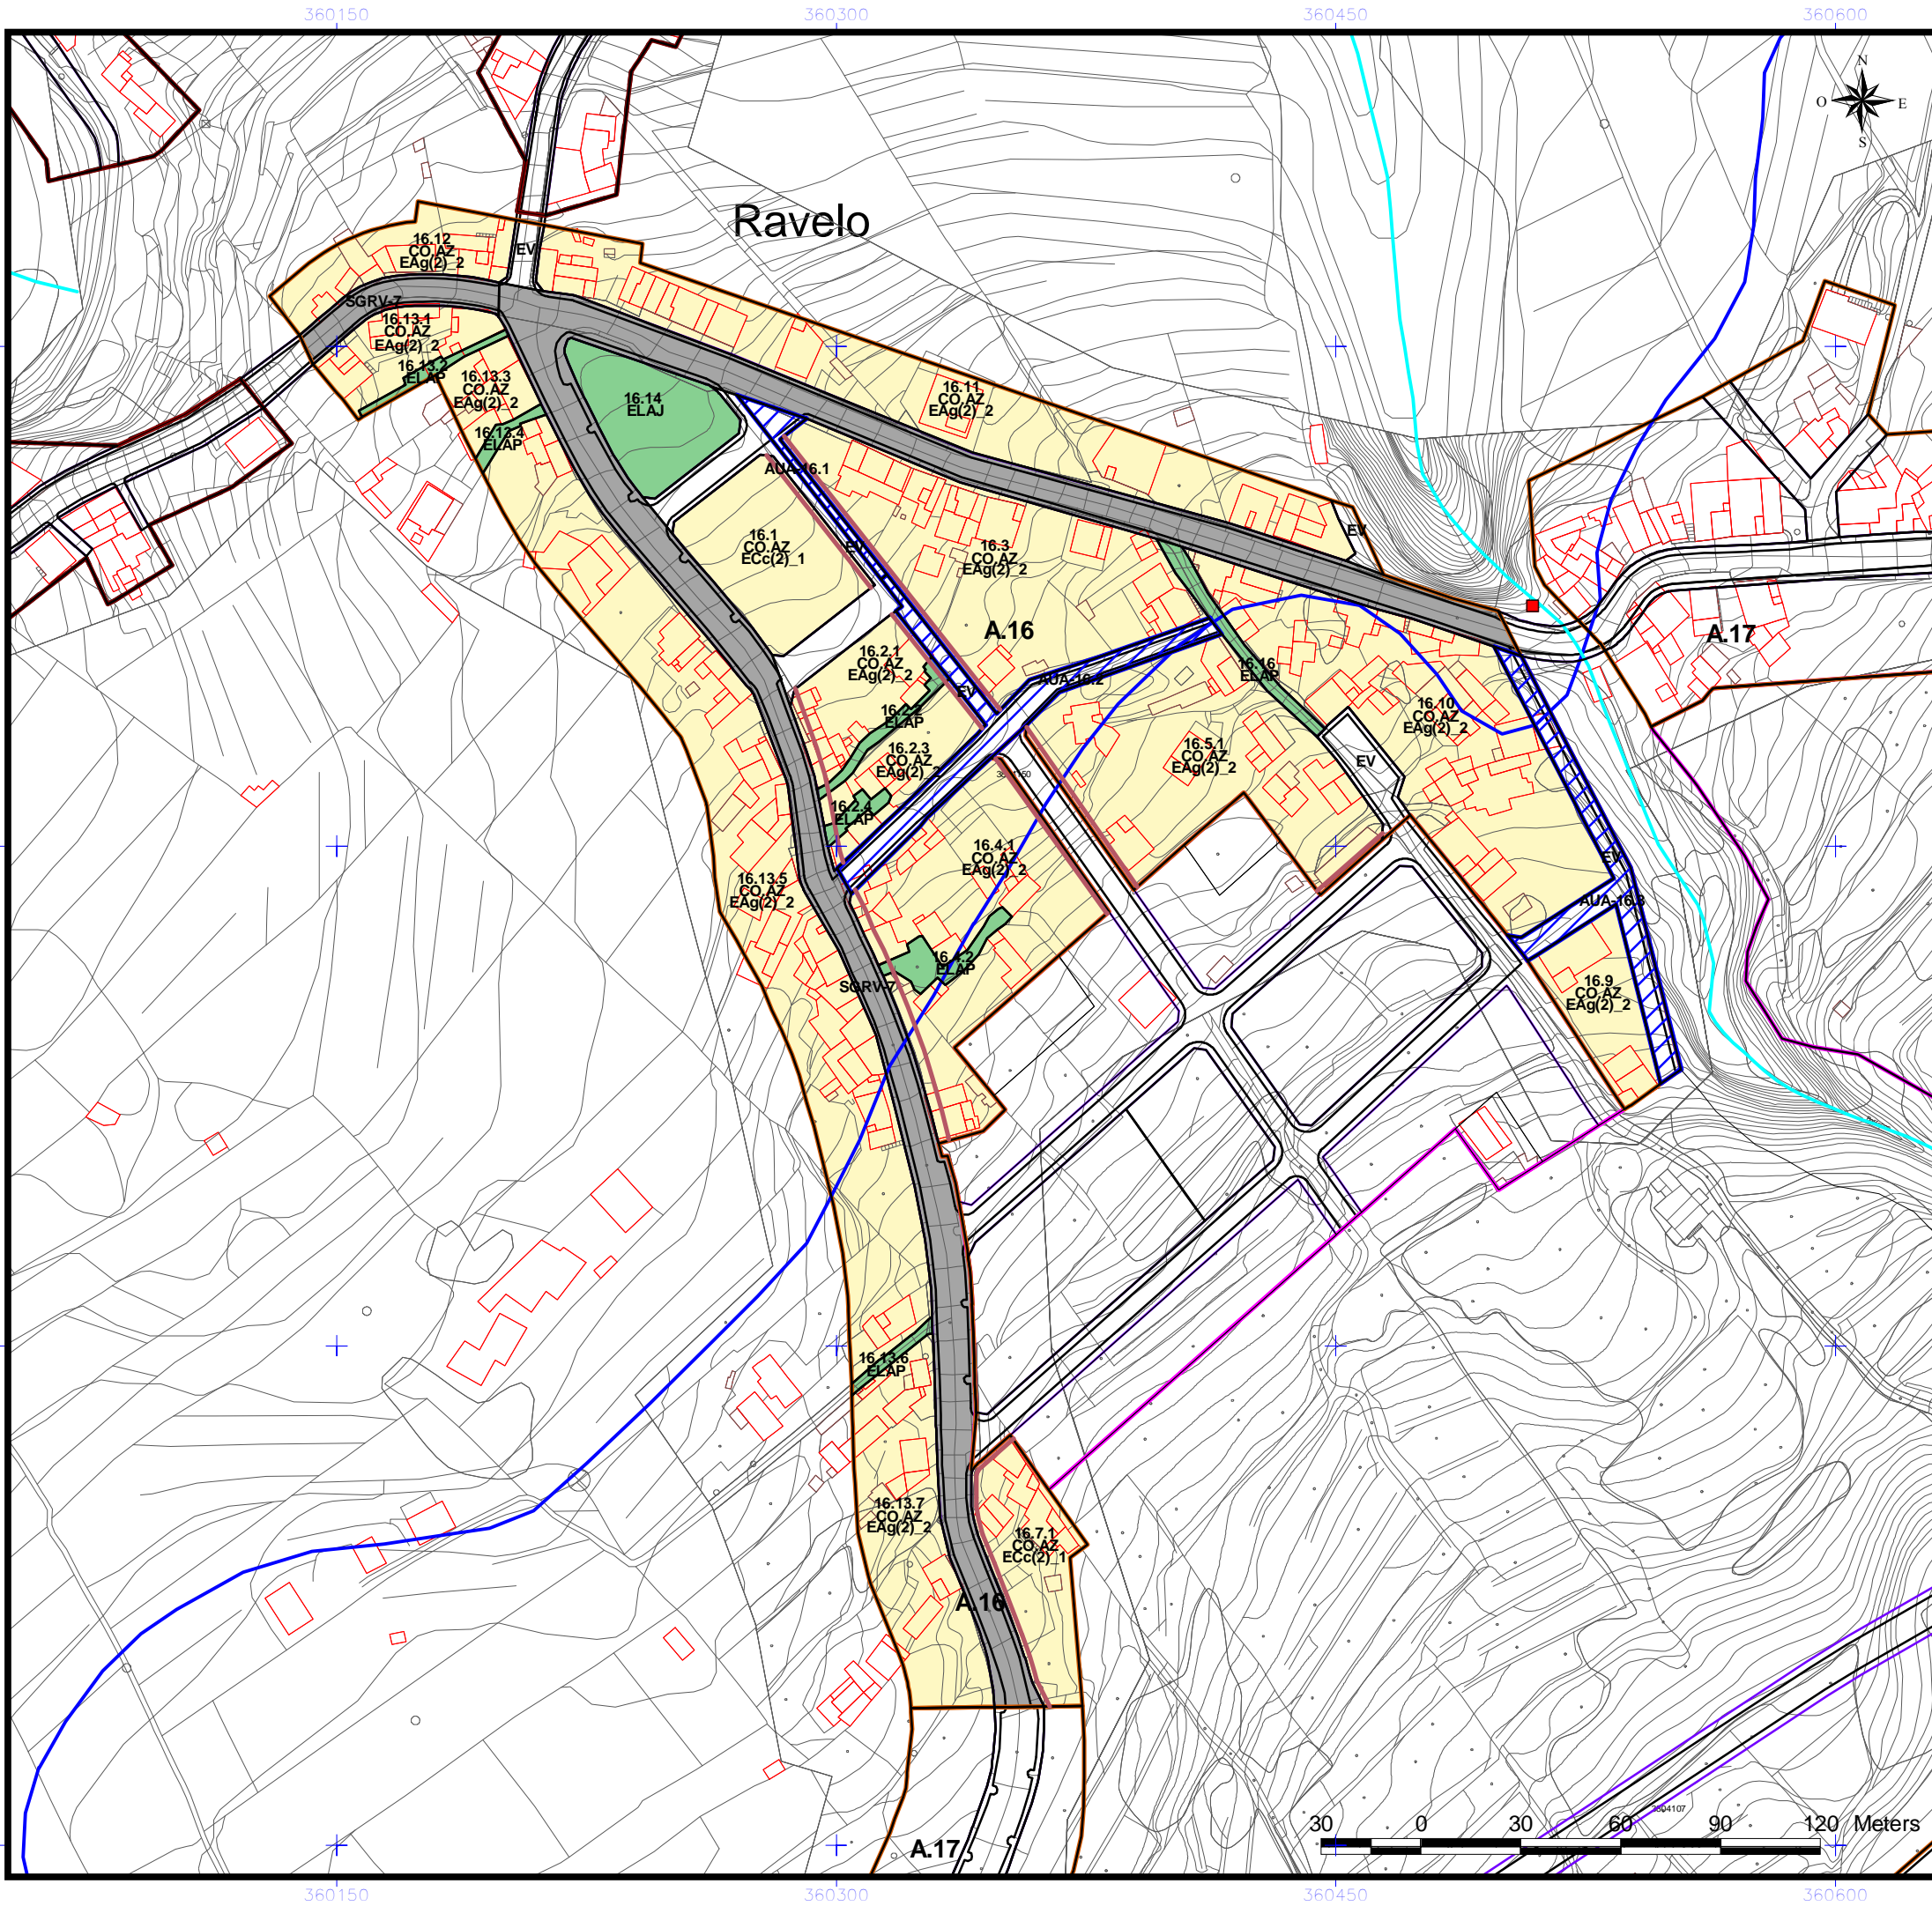 360150
360300
360450
360600
N
O
E
S
Ravelo
16.12
CO,AZ
EAg(2)_2
EV
SGRV-7
16.13.1
CO,AZ
EAg(2)_2
16.13.2
ELAP
16.13.3
CO,AZ
EAg(2)_2
16.13.4
ELAP
16.14
ELAJ
16.11
CO,AZ
EAg(2)_2
AUA-16.1
16.1
CO,AZ
ECc(2)_1
EV
16.3
CO,AZ
EAg(2)_2
EV
A.16
A.17
16.2.1
CO,AZ
EAg(2)_2
EV
AUA-16.2
16.16
ELAP
16.2.2
ELAP
16.10
CO,AZ
EAg(2)_2
16.2.3
CO,AZ
EAg(2)_2
16.5.1
CO,AZ
EAg(2)_2
EV
16.2.4
ELAP
16.4.1
CO,AZ
EAg(2)_2
EV
16.13.5
CO,AZ
EAg(2)_2
AUA-16.3
16.4.2
ELAP
SGRV-7
16.9
CO,AZ
EAg(2)_2
16.13.6
ELAP
16.13.7
CO,AZ
EAg(2)_2
16.7.1
CO,AZ
ECc(2)_1
A.16
3804107
30 0 30 60 90 120 Meters
A.17
360150
360300
360450
360600